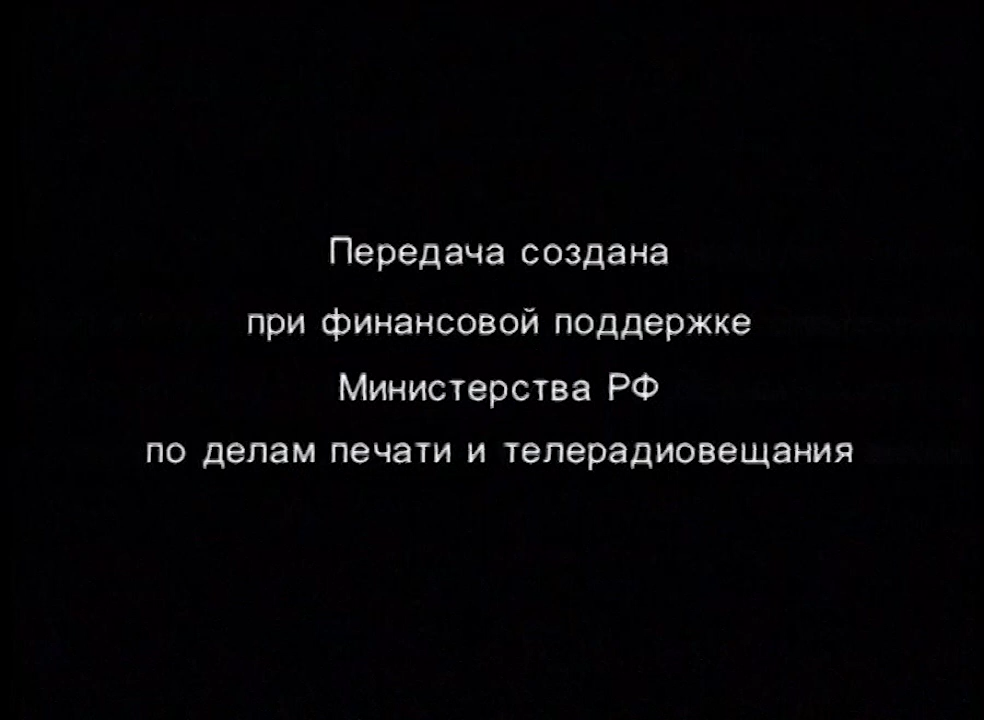 Передача создана
при финансовой поддержке
Министерства РФ
по делам печати и телерадиовещания